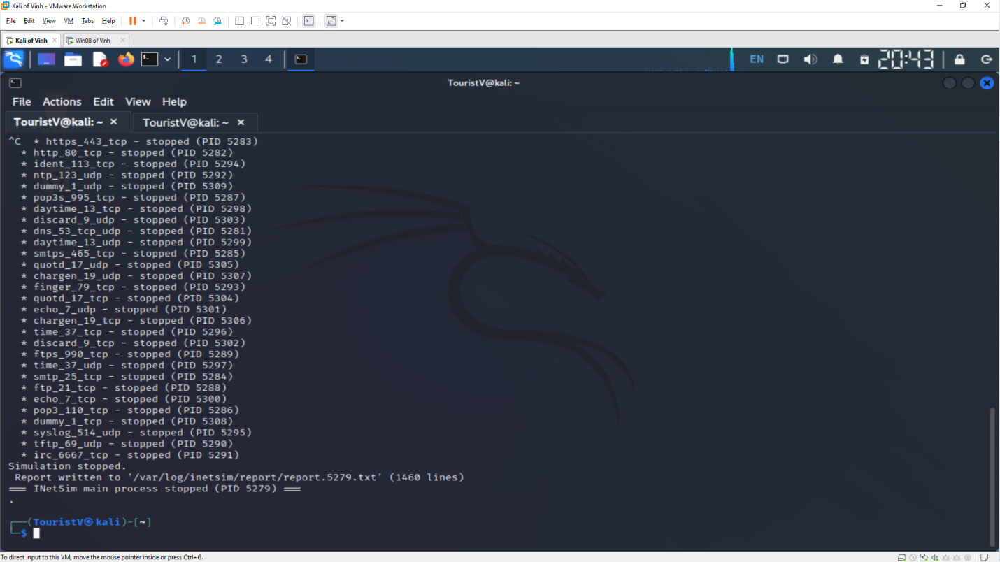 Kali of Vinh - VMware Workstation
File Edit View VM Tabs Help
Kali of Vinh × Win08 of Vinh ×
1 2 3 4 EN 20:43
TouristV@kali: ~
File Actions Edit View Help
TouristV@kali: ~ × TouristV@kali: ~ ×
^C  * https_443_tcp - stopped (PID 5283)
* http_80_tcp - stopped (PID 5282)
* ident_113_tcp - stopped (PID 5294)
* ntp_123_udp - stopped (PID 5292)
* dummy_1_udp - stopped (PID 5309)
* pop3s_995_tcp - stopped (PID 5287)
* daytime_13_tcp - stopped (PID 5298)
* discard_9_udp - stopped (PID 5303)
* dns_53_tcp_udp - stopped (PID 5281)
* daytime_13_udp - stopped (PID 5299)
* smtps_465_tcp - stopped (PID 5285)
* quotd_17_udp - stopped (PID 5305)
* chargen_19_udp - stopped (PID 5307)
* finger_79_tcp - stopped (PID 5293)
* quotd_17_tcp - stopped (PID 5304)
* echo_7_udp - stopped (PID 5301)
* chargen_19_tcp - stopped (PID 5306)
* time_37_tcp - stopped (PID 5296)
* discard_9_tcp - stopped (PID 5302)
* ftps_990_tcp - stopped (PID 5289)
* time_37_udp - stopped (PID 5297)
* smtp_25_tcp - stopped (PID 5284)
* ftp_21_tcp - stopped (PID 5288)
* echo_7_tcp - stopped (PID 5300)
* pop3_110_tcp - stopped (PID 5286)
* dummy_1_tcp - stopped (PID 5308)
* syslog_514_udp - stopped (PID 5295)
* tftp_69_udp - stopped (PID 5290)
* irc_6667_tcp - stopped (PID 5291)
Simulation stopped.
Report written to '/var/log/inetsim/report/report.5279.txt' (1460 lines)
=== INetSim main process stopped (PID 5279) ===
.
┌──(TouristV㉿kali)-[~]
└─$
To direct input to this VM, move the mouse pointer inside or press Ctrl+G.